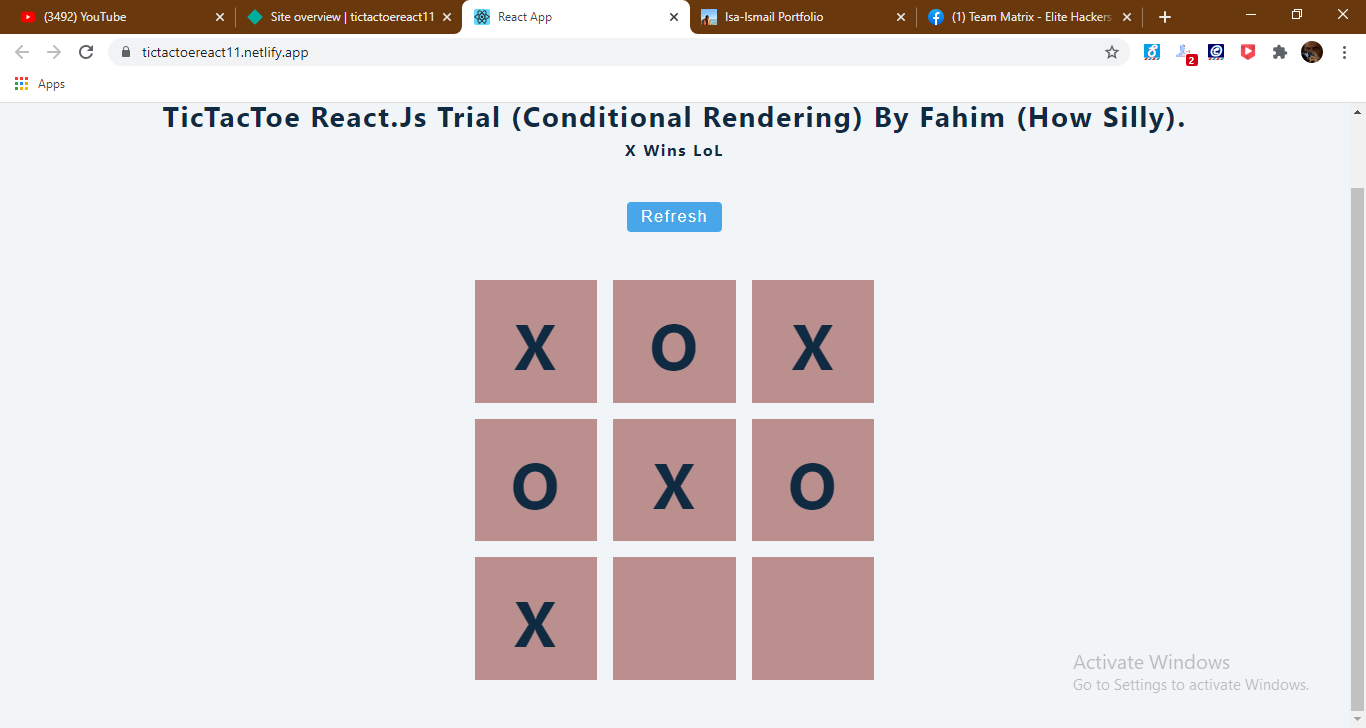 (3492) YouTube
Site overview | tictactoereact11
React App
Isa-Ismail Portfolio
(1) Team Matrix - Elite Hackers
tictactoereact11.netlify.app
2
Apps
TicTacToe React.Js Trial (Conditional Rendering) By Fahim (How Silly).
X Wins LoL
Refresh
X O X
O X O
X
Activate Windows
Go to Settings to activate Windows.